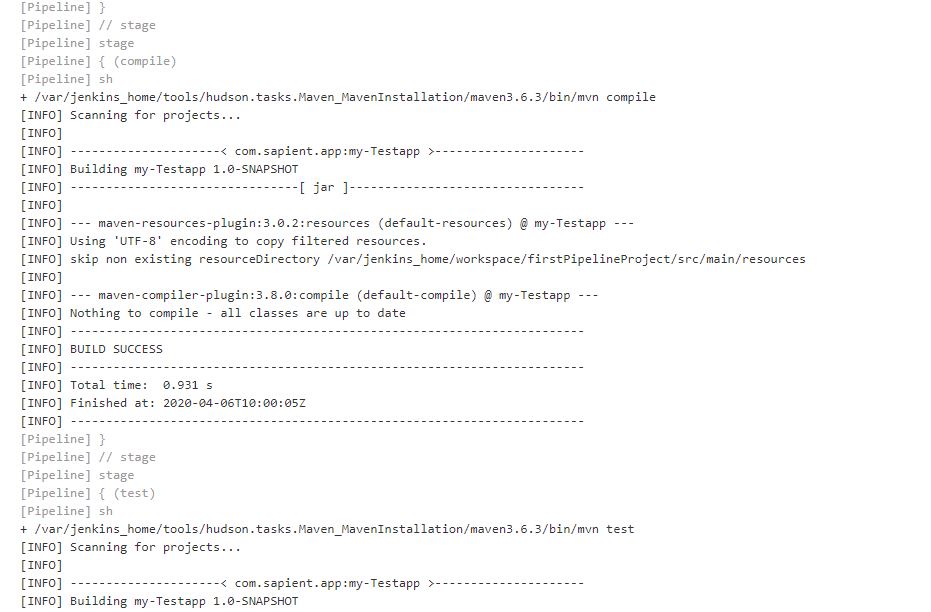 [Pipeline] }
[Pipeline] // stage
[Pipeline] stage
[Pipeline] { (compile)
[Pipeline] sh
+ /var/jenkins_home/tools/hudson.tasks.Maven_MavenInstallation/maven3.6.3/bin/mvn compile
[INFO] Scanning for projects...
[INFO]
[INFO] ---------------------< com.sapient.app:my-Testapp >---------------------
[INFO] Building my-Testapp 1.0-SNAPSHOT
[INFO] --------------------------------[ jar ]---------------------------------
[INFO]
[INFO] --- maven-resources-plugin:3.0.2:resources (default-resources) @ my-Testapp ---
[INFO] Using 'UTF-8' encoding to copy filtered resources.
[INFO] skip non existing resourceDirectory /var/jenkins_home/workspace/firstPipelineProject/src/main/resources
[INFO]
[INFO] --- maven-compiler-plugin:3.8.0:compile (default-compile) @ my-Testapp ---
[INFO] Nothing to compile - all classes are up to date
[INFO] ------------------------------------------------------------------------
[INFO] BUILD SUCCESS
[INFO] ------------------------------------------------------------------------
[INFO] Total time:  0.931 s
[INFO] Finished at: 2020-04-06T10:00:05Z
[INFO] ------------------------------------------------------------------------
[Pipeline] }
[Pipeline] // stage
[Pipeline] stage
[Pipeline] { (test)
[Pipeline] sh
+ /var/jenkins_home/tools/hudson.tasks.Maven_MavenInstallation/maven3.6.3/bin/mvn test
[INFO] Scanning for projects...
[INFO]
[INFO] ---------------------< com.sapient.app:my-Testapp >---------------------
[INFO] Building my-Testapp 1.0-SNAPSHOT